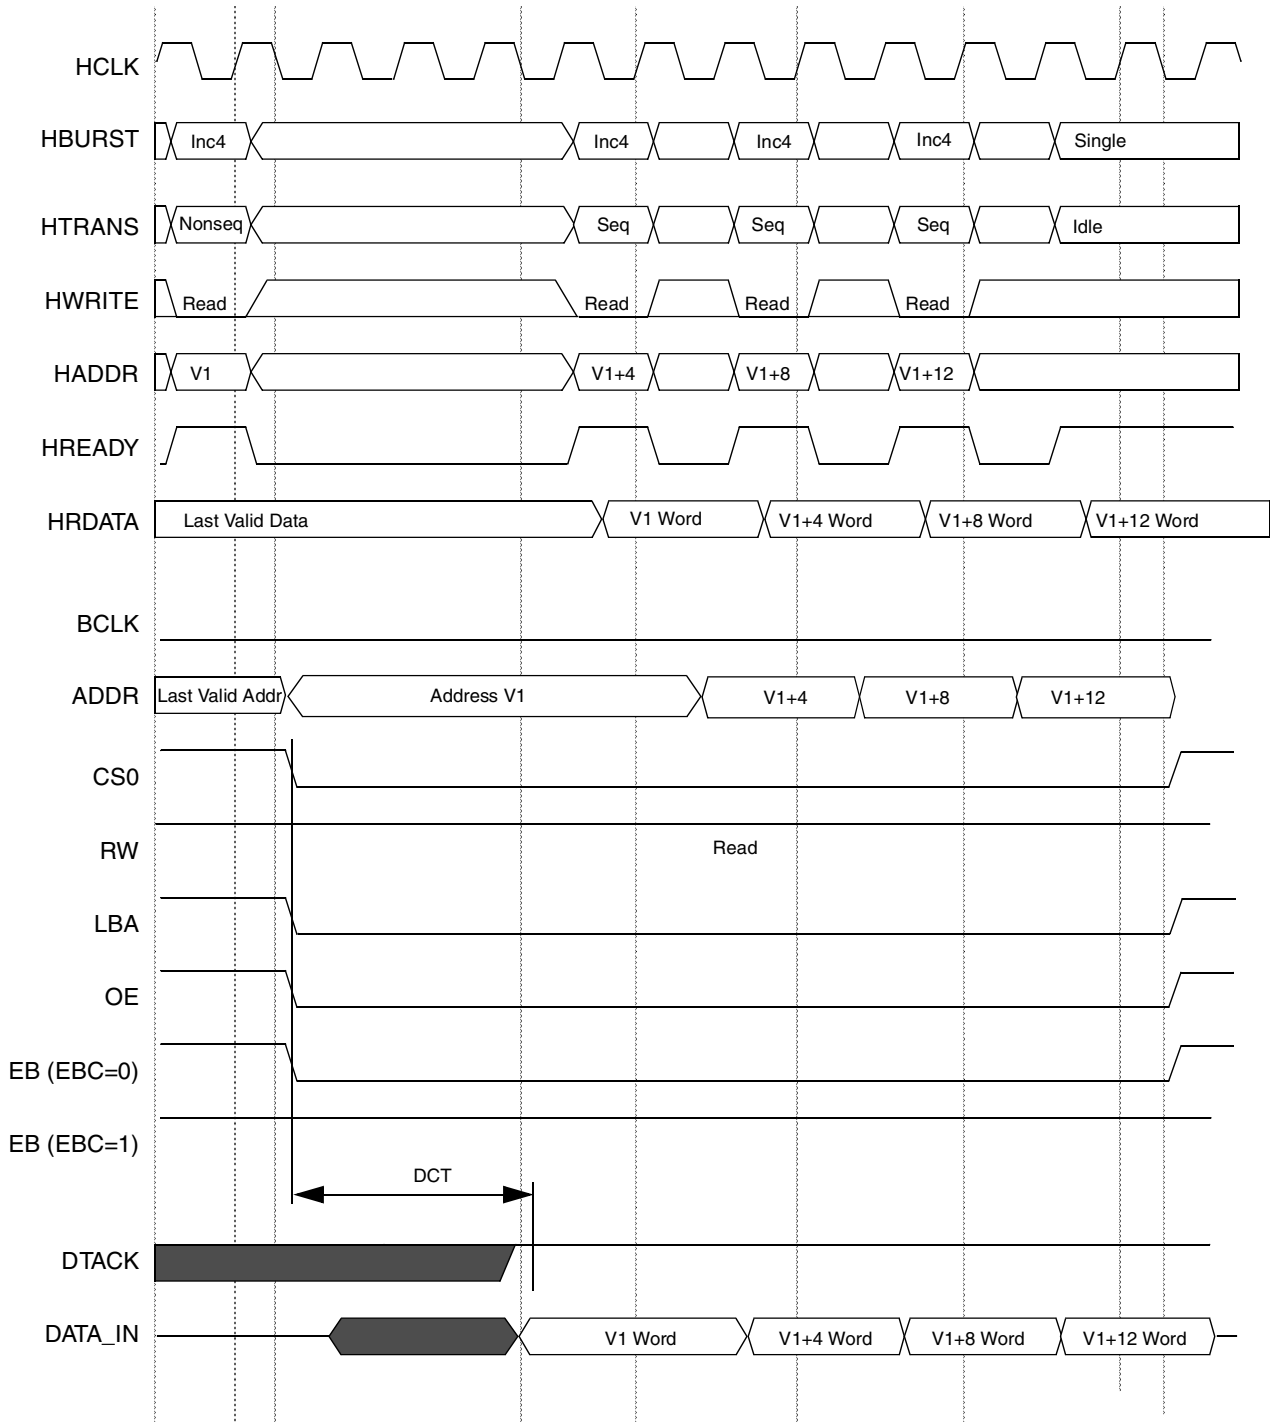 HCLK
HBURST Inc4 Inc4 Inc4 Inc4 Single
HTRANS Nonseq Seq Seq Seq Idle
HWRITE Read Read Read Read
HADDR V1 V1+4 V1+8 V1+12
HREADY
HRDATA Last Valid Data V1 Word V1+4 Word V1+8 Word V1+12 Word
BCLK
ADDR Last Valid Addr Address V1 V1+4 V1+8 V1+12
CS0
RW Read
LBA
OE
EB (EBC=0)
EB (EBC=1)
DCT
DTACK
DATA_IN V1 Word V1+4 Word V1+8 Word V1+12 Word